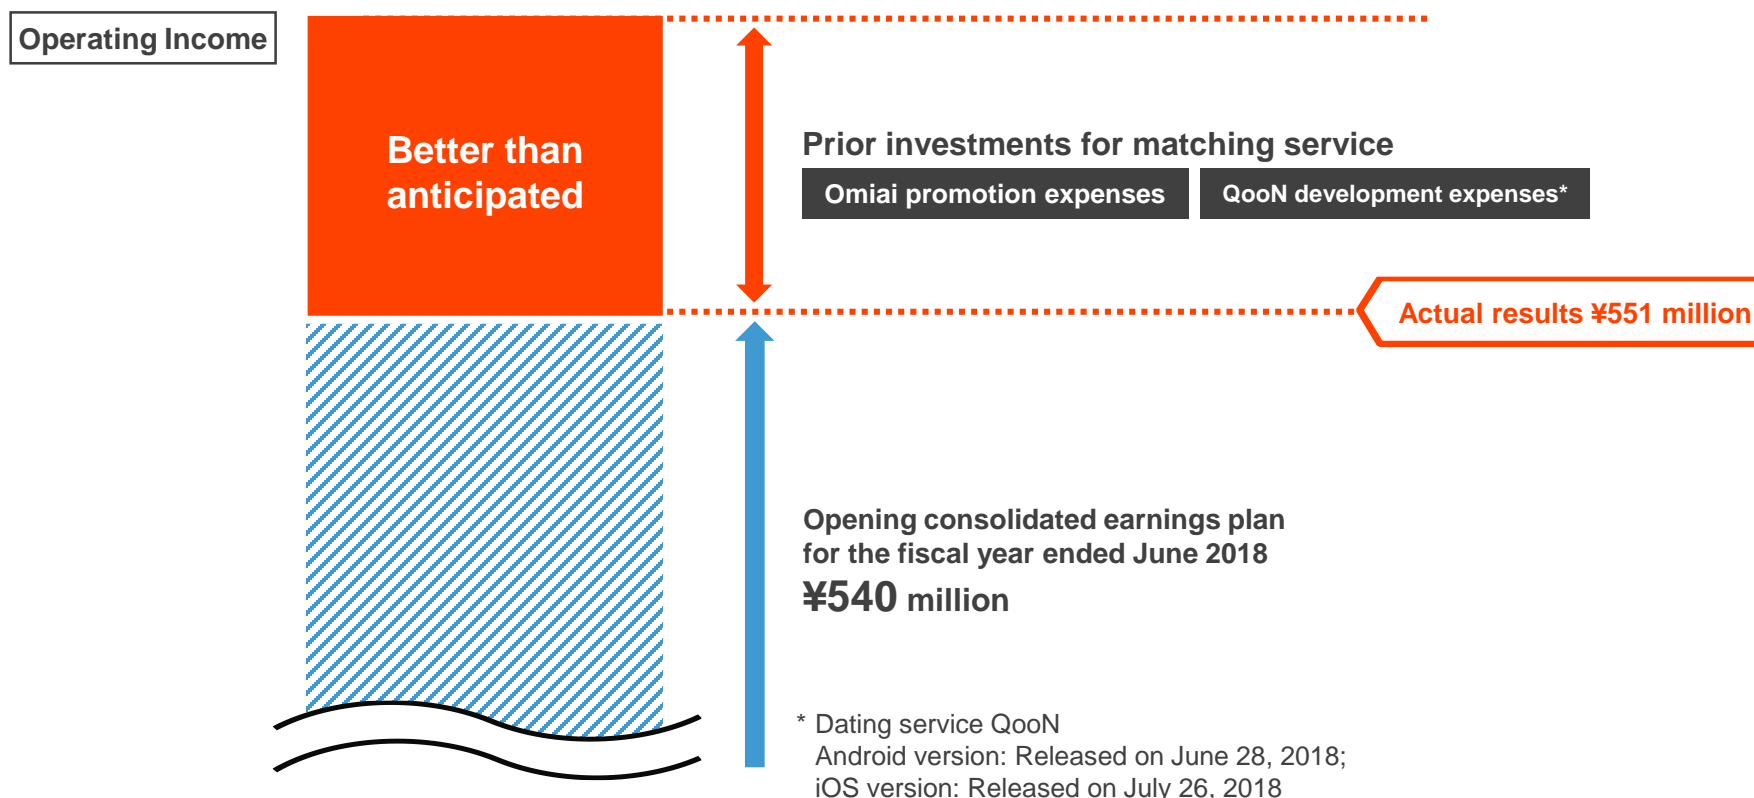 Operating Income
Better than
anticipated
Prior investments for matching service
Omiai promotion expenses
QooN development expenses*
Actual results ¥551 million
Opening consolidated earnings plan
for the fiscal year ended June 2018
¥540 million
* Dating service QooN
Android version: Released on June 28, 2018;
iOS version: Released on July 26, 2018